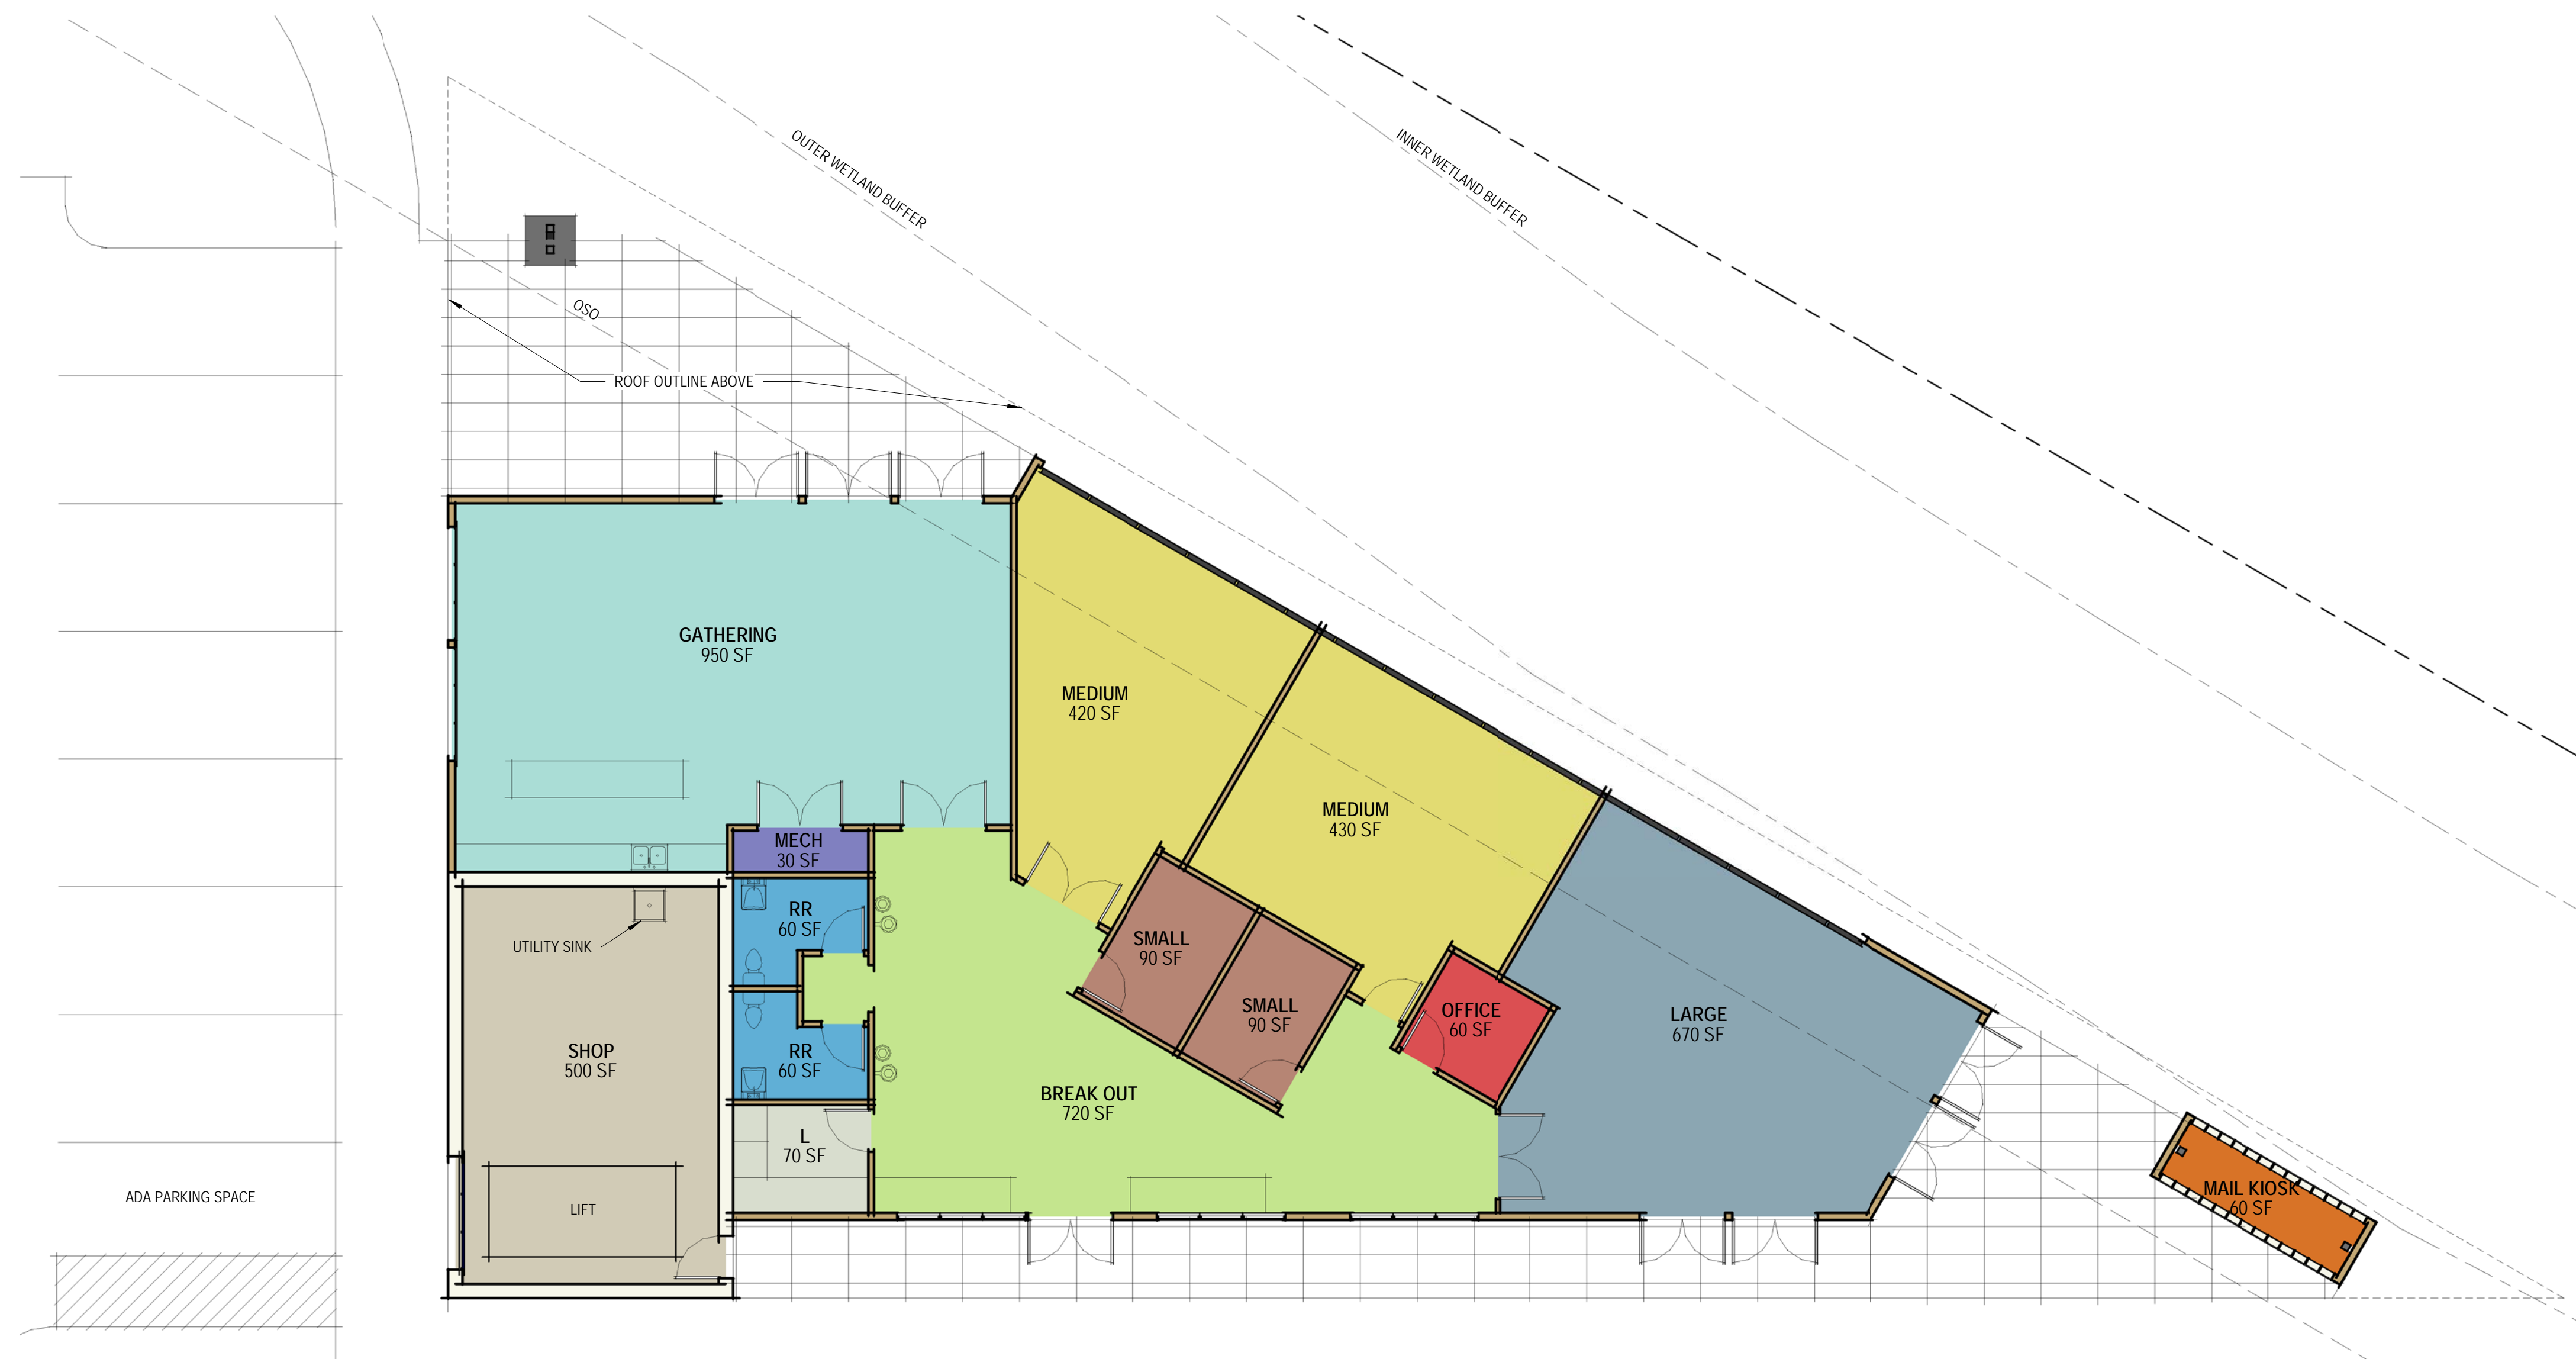 OUTER WETLAND BUFFER
INNER WETLAND BUFFER
OSO
ROOF OUTLINE ABOVE
GATHERING
950 SF
MEDIUM
420 SF
MEDIUM
430 SF
MECH
30 SF
RR
60 SF
UTILITY SINK
SMALL
90 SF
SMALL
90 SF
OFFICE
60 SF
LARGE
670 SF
SHOP
500 SF
RR
60 SF
BREAK OUT
720 SF
L
70 SF
ADA PARKING SPACE
LIFT
MAIL KIOSK
60 SF